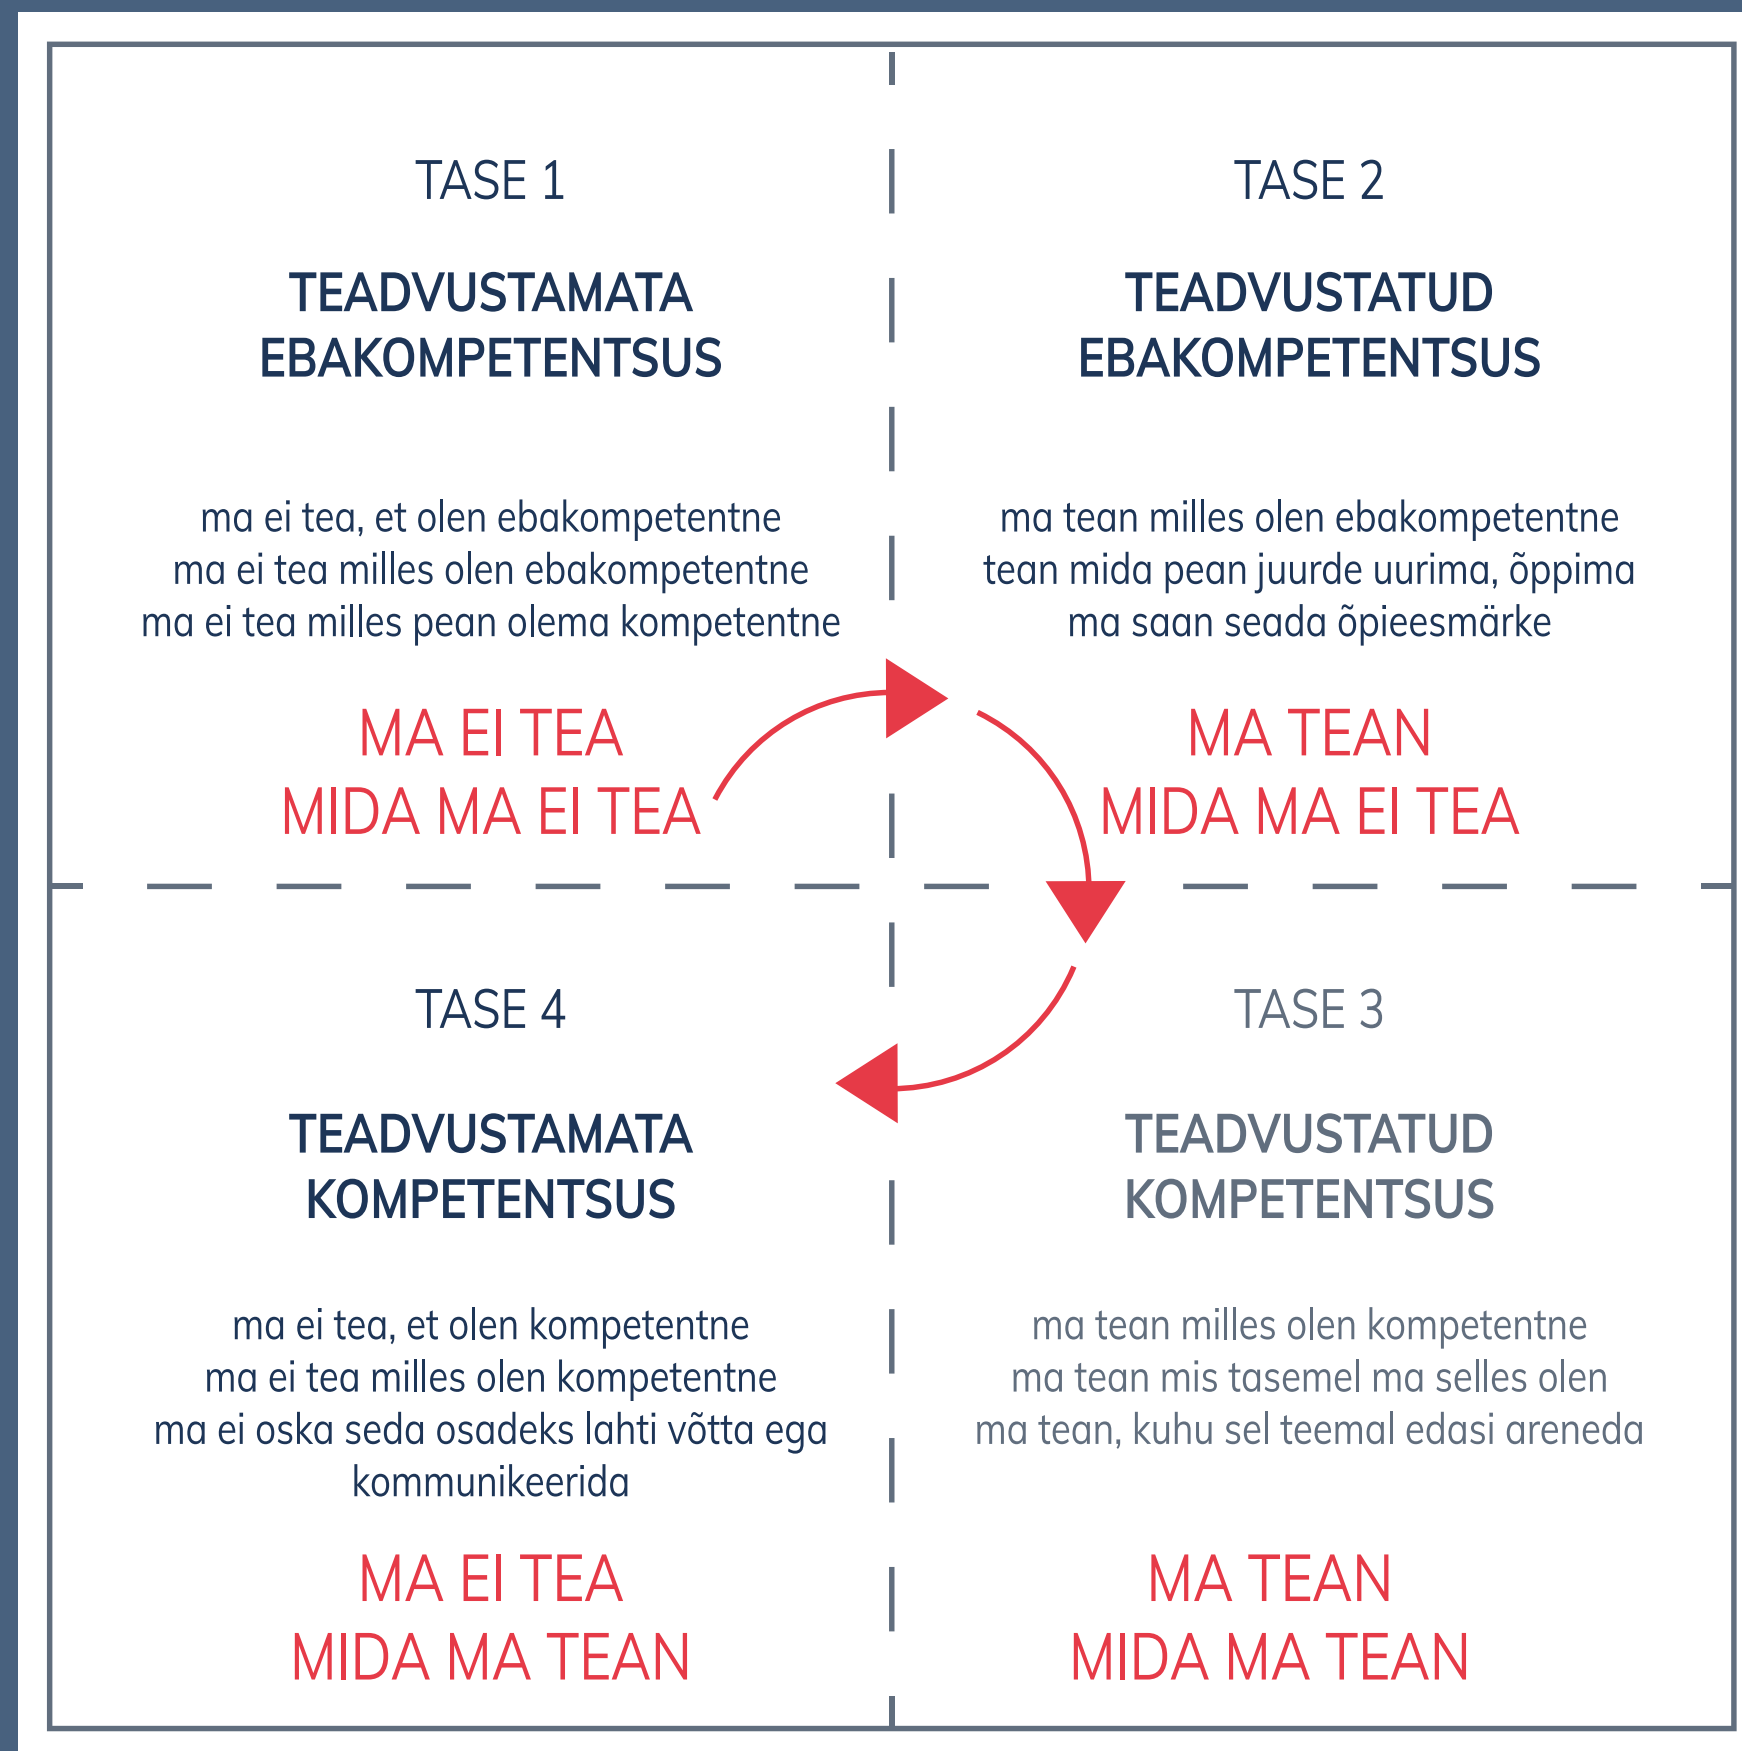 TASE 1
TEADVUSTAMATA
EBAKOMPETENTSUS
ma ei tea, et olen ebakompetentne
ma ei tea milles olen ebakompetentne
ma ei tea milles pean olema kompetentne
MA EI TEA
MIDA MA EI TEA
TASE 2
TEADVUSTATUD
EBAKOMPETENTSUS
ma tean milles olen ebakompetentne
tean mida pean juurde uurima, õppima
ma saan seada õpieesmärke
MA TEAN
MIDA MA EI TEA
TASE 4
TEADVUSTAMATA
KOMPETENTSUS
ma ei tea, et olen kompetentne
ma ei tea milles olen kompetentne
ma ei oska seda osadeks lahti võtta ega
kommunikeerida
MA EI TEA
MIDA MA TEAN
TASE 3
TEADVUSTATUD
KOMPETENTSUS
ma tean milles olen kompetentne
ma tean mis tasemel ma selles olen
ma tean, kuhu sel teemal edasi areneda
MA TEAN
MIDA MA TEAN